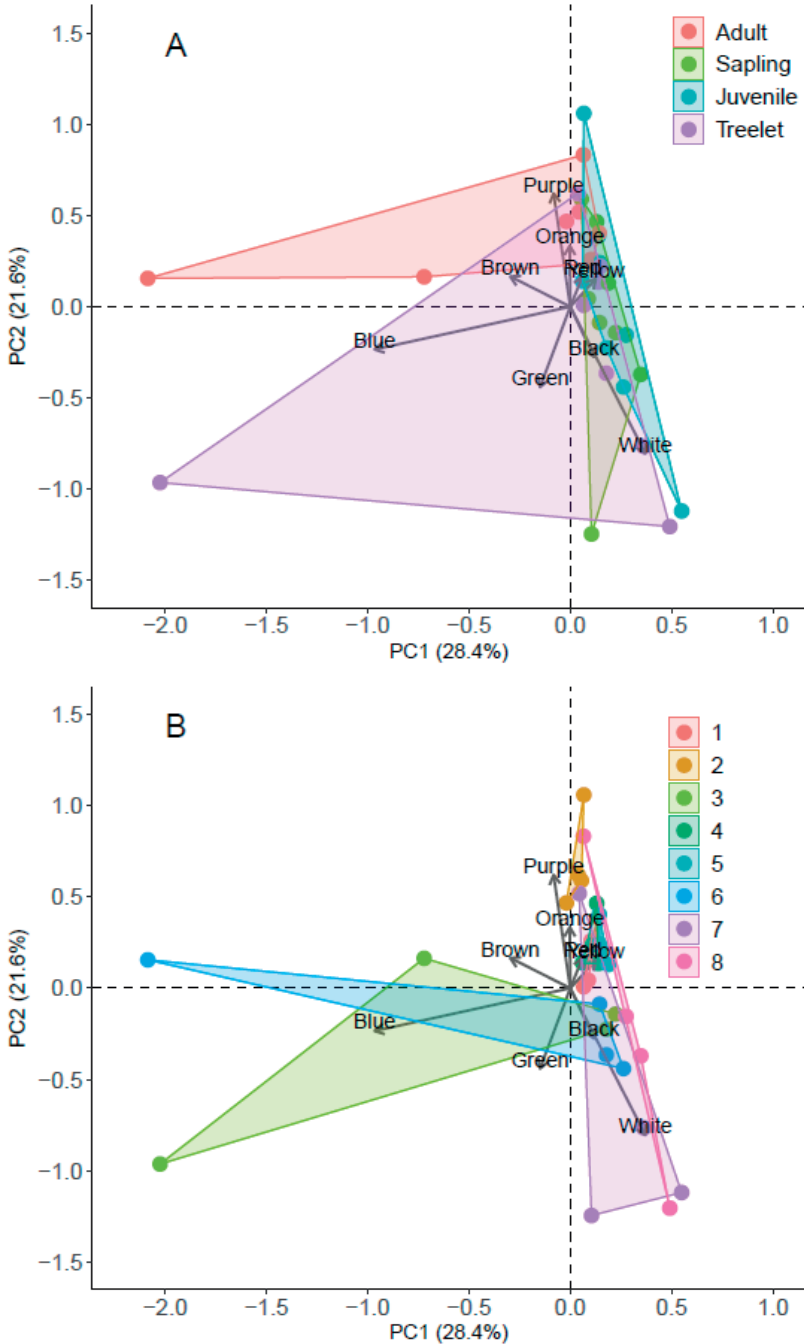 A
Adult
Sapling
Juvenile
Treelet
1.5
1.0
0.5
0.0
−0.5
−1.0
−1.5
PC2 (21.6%)
Purple
Orange
Brown
Red
Yellow
Blue
Black
Green
White
−2.0
−1.5
−1.0
−0.5
0.0
0.5
1.0
PC1 (28.4%)
B
1
2
3
4
5
6
7
8
1.5
1.0
0.5
0.0
−0.5
−1.0
−1.5
PC2 (21.6%)
Purple
Orange
Brown
Red
Yellow
Blue
Black
Green
White
−2.0
−1.5
−1.0
−0.5
0.0
0.5
1.0
PC1 (28.4%)